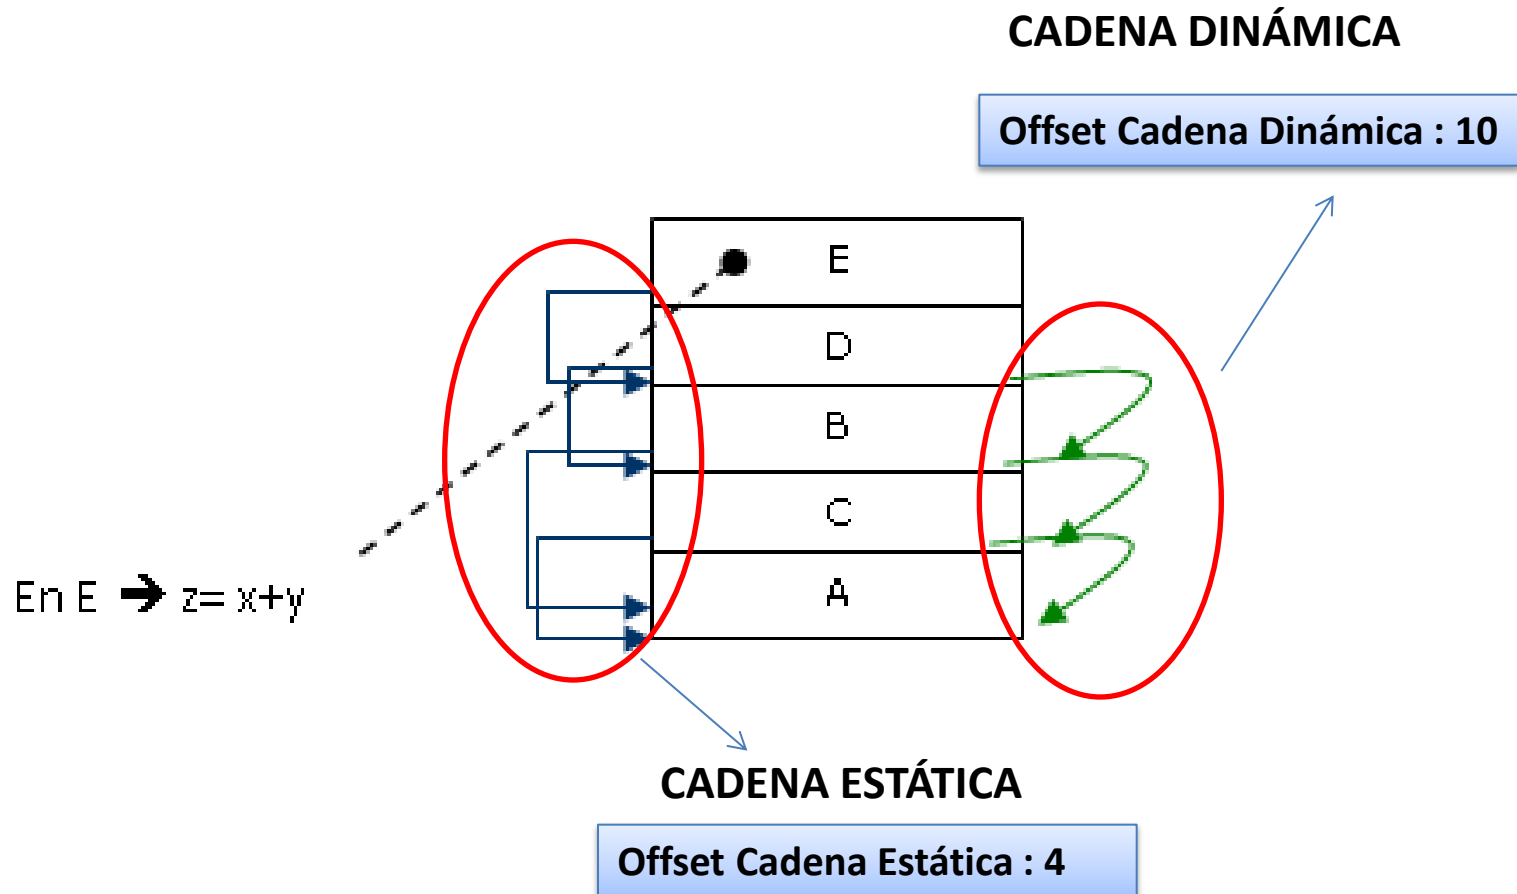 CADENA DINÁMICA
Offset Cadena Dinámica : 10
E
D
B
C
A
En E ➔ z= x+y
CADENA ESTÁTICA
Offset Cadena Estática : 4